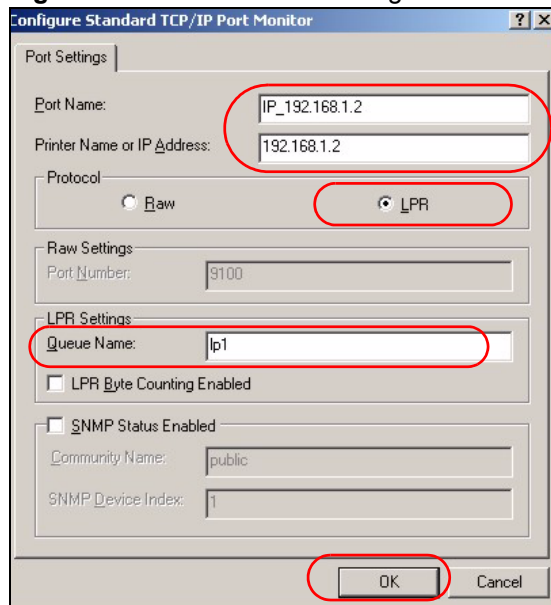 Configure Standard TCP/IP Port Monitor
Port Settings
Port Name: IP_192.168.1.2
Printer Name or IP Address: 192.168.1.2
Protocol
Raw LPR
Raw Settings
Port Number: 9100
LPR Settings
Queue Name: lp1
LPR Byte Counting Enabled
SNMP Status Enabled
Community Name: public
SNMP Device Index: 1
OK Cancel